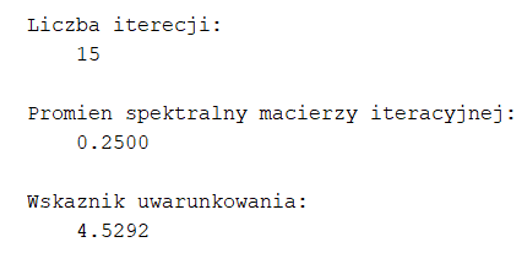 Liczba iterecji:
15
Promien spektralny macierzy iteracyjnej:
0.2500
Wskaznik uwarunkowania:
4.5292